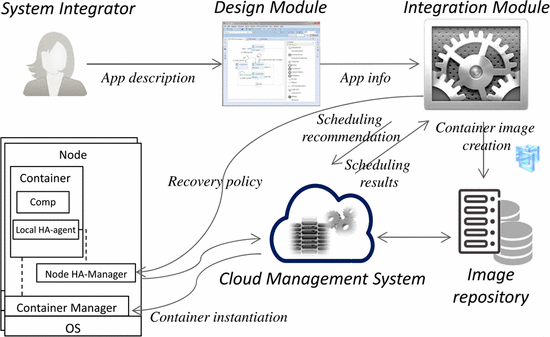 System Integrator
Design Module
Integration Module
App description
App info
Scheduling
recommendation
Container image
creation
Scheduling
results
Recovery policy
Node
Container
Comp
Local HA-agent
Node HA-Manager
Container Manager
OS
Cloud Management System
Image
repository
Container instantiation